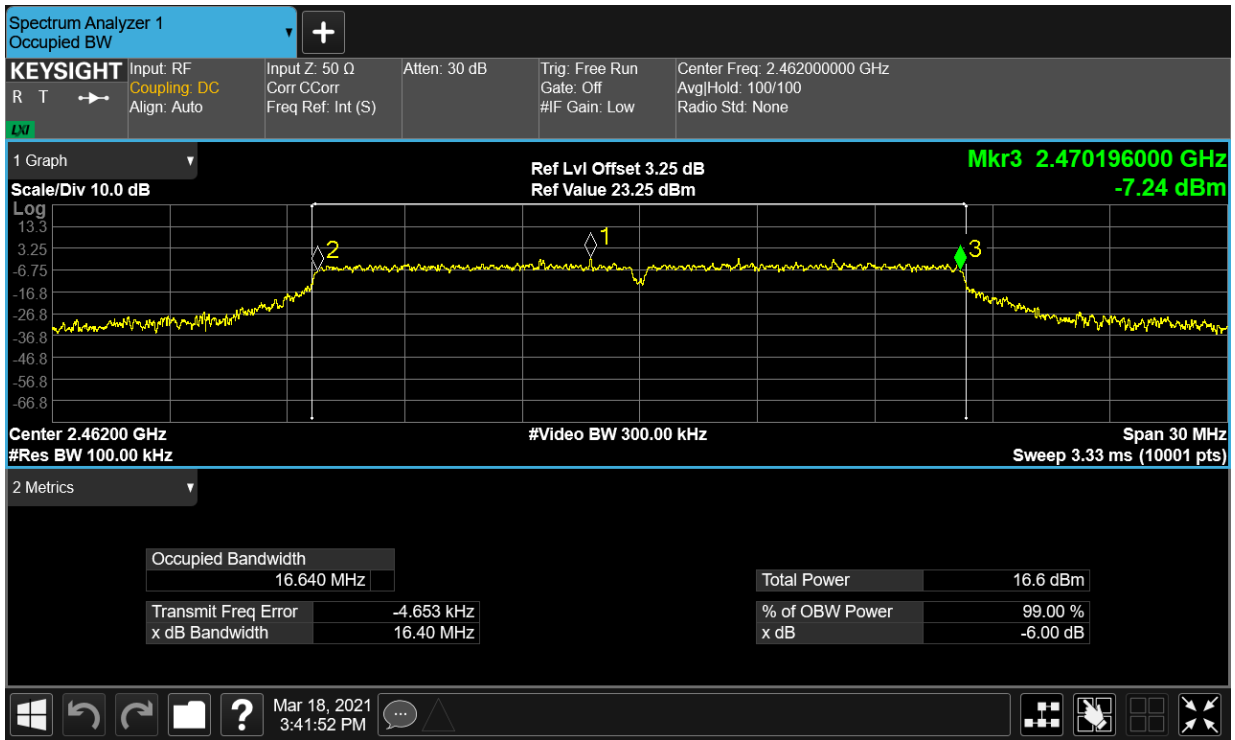 Spectrum Analyzer 1
Occupied BW
KEYSIGHT
R T
LXI
Input: RF
Coupling: DC
Align: Auto
Input Z: 50 Ω
Corr CCorr
Freq Ref: Int (S)
Atten: 30 dB
Trig: Free Run
Gate: Off
#IF Gain: Low
Center Freq: 2.462000000 GHz
Avg|Hold: 100/100
Radio Std: None
1 Graph
Scale/Div 10.0 dB
Ref Lvl Offset 3.25 dB
Ref Value 23.25 dBm
Mkr3 2.470196000 GHz
-7.24 dBm
Log
13.3
3.25
-6.75
-16.8
-26.8
-36.8
-46.8
-56.8
-66.8
2
1
3
Center 2.46200 GHz
#Res BW 100.00 kHz
#Video BW 300.00 kHz
Span 30 MHz
Sweep 3.33 ms (10001 pts)
2 Metrics
Occupied Bandwidth
16.640 MHz
Transmit Freq Error -4.653 kHz
x dB Bandwidth 16.40 MHz
Total Power 16.6 dBm
% of OBW Power 99.00 %
x dB -6.00 dB
?
Mar 18, 2021
3:41:52 PM